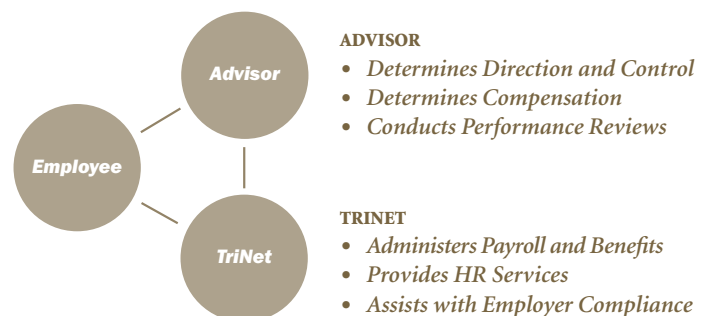 Advisor
Employee
TriNet
ADVISOR
• Determines Direction and Control
• Determines Compensation
• Conducts Performance Reviews
TRINET
• Administers Payroll and Benefits
• Provides HR Services
• Assists with Employer Compliance